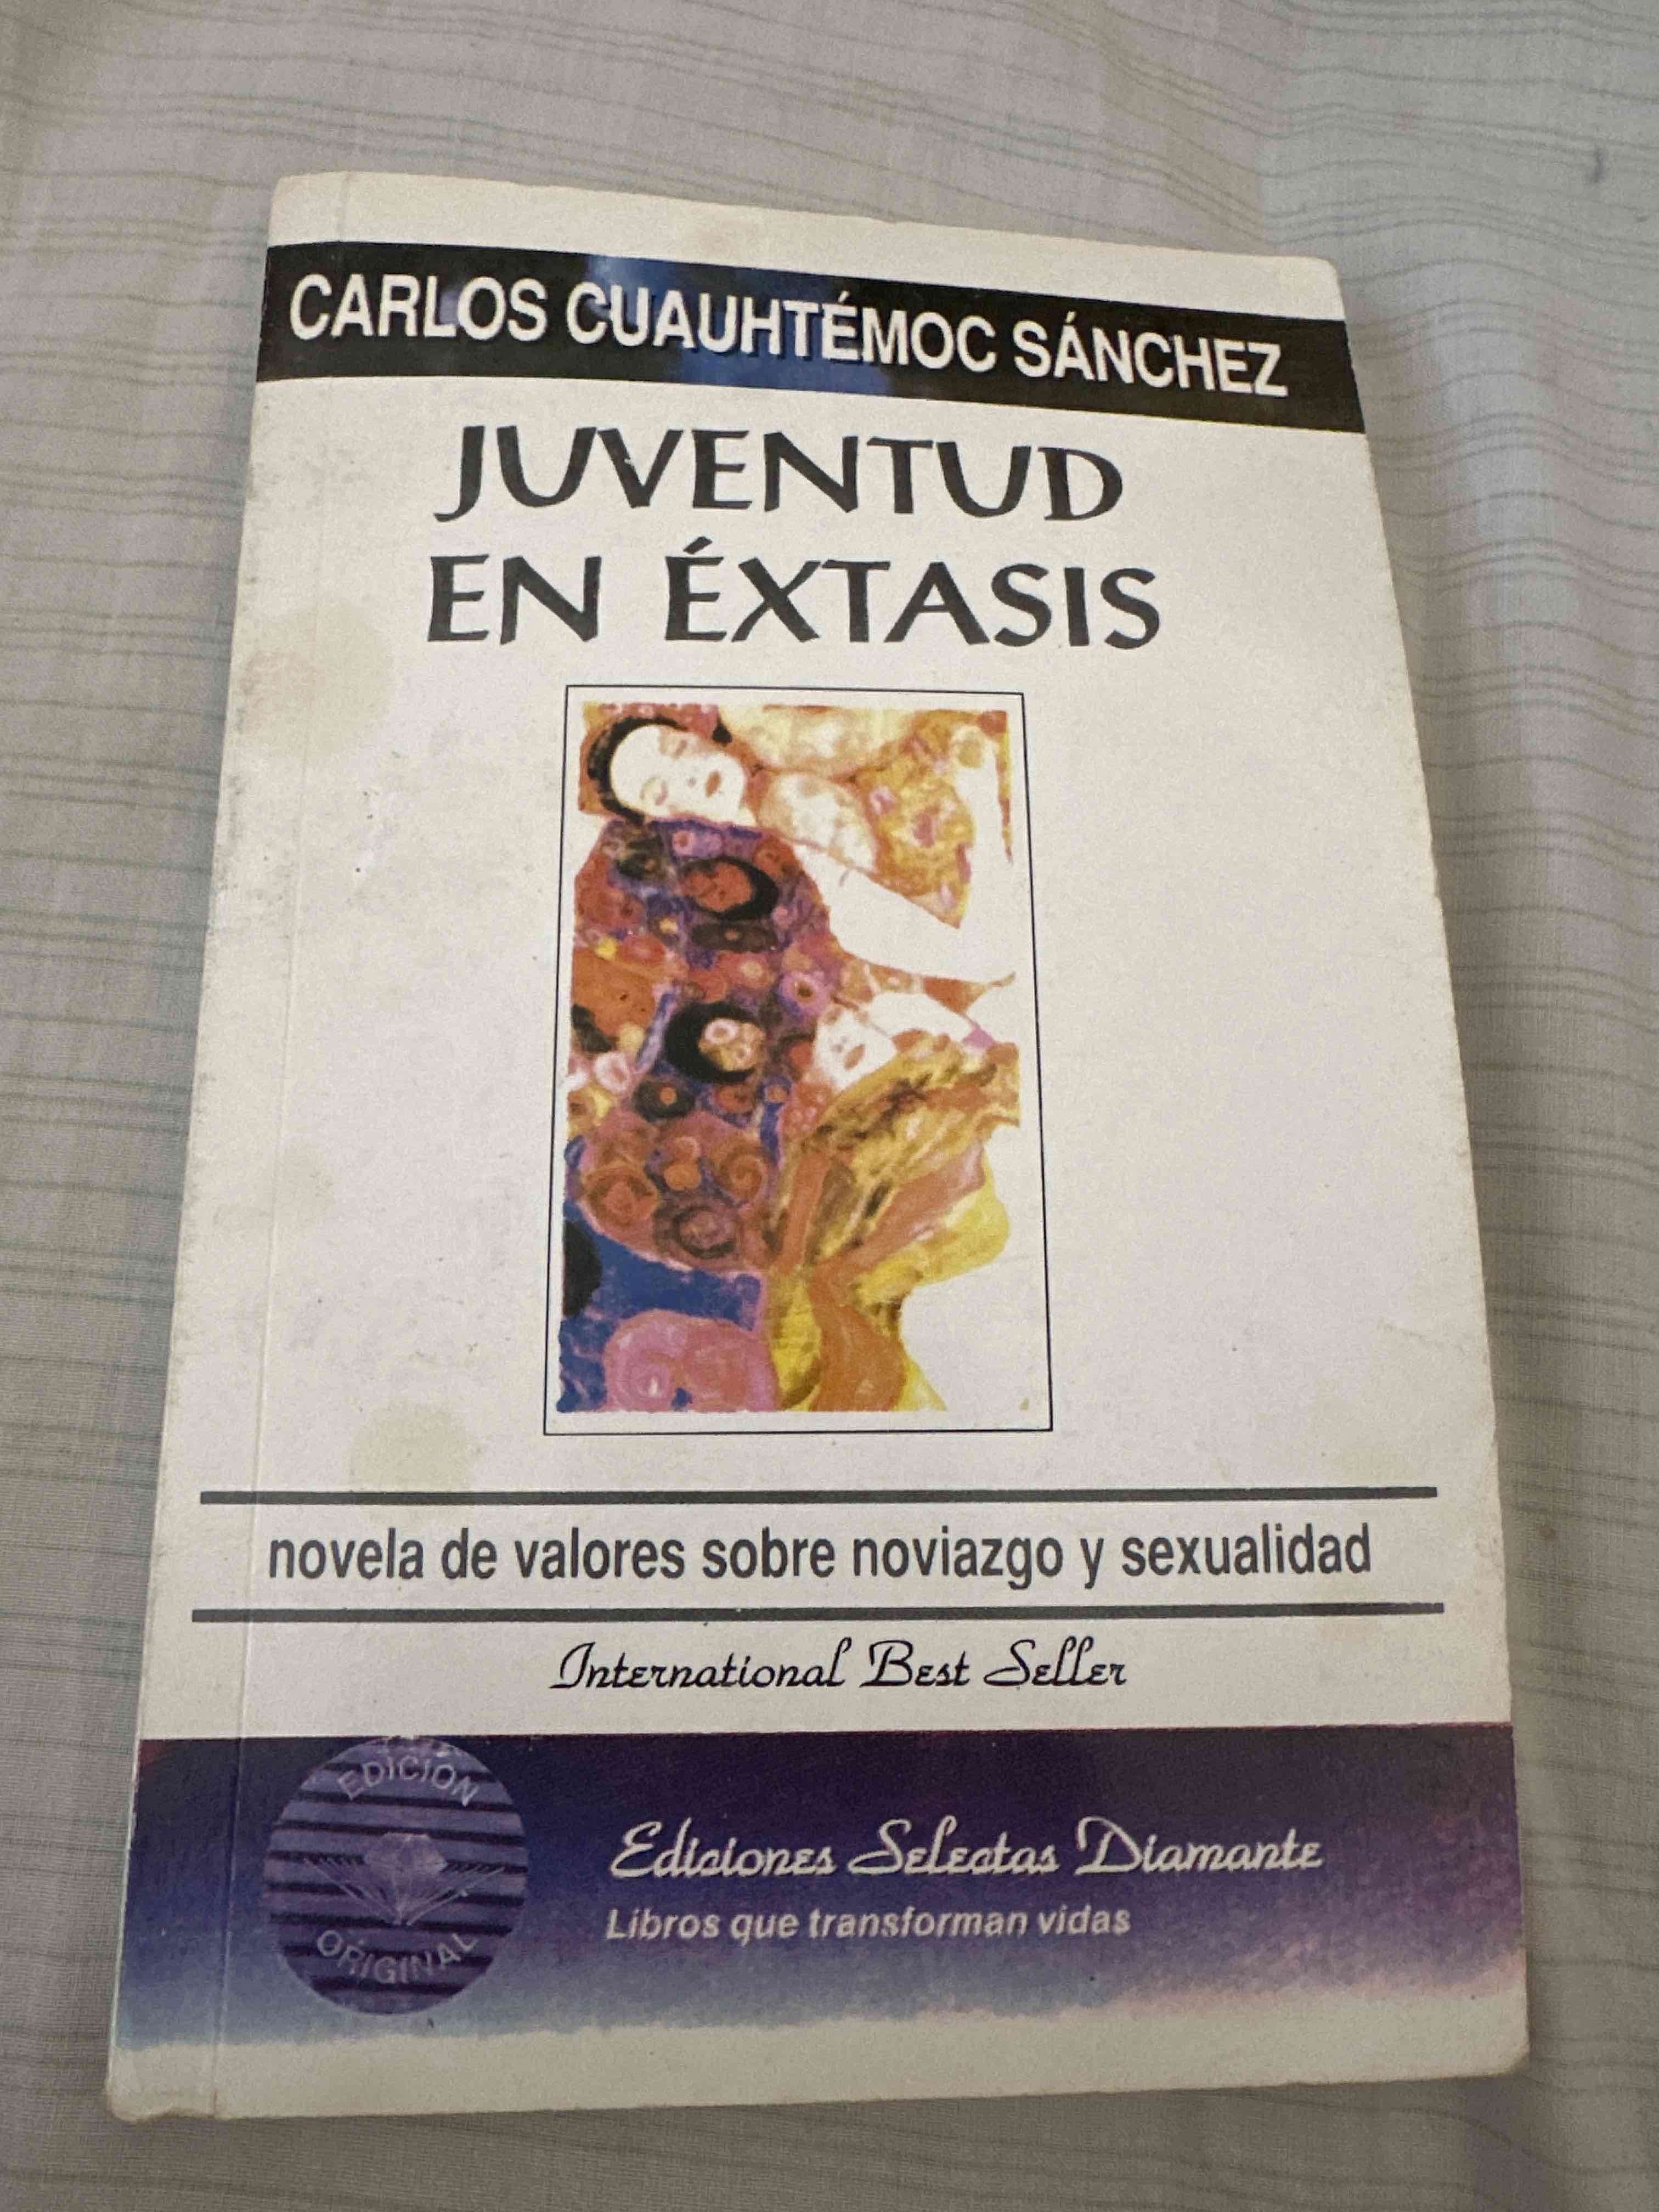 CARLOS CUAUHTÉMOC SÁNCHEZ
JUVENTUD
EN ÉXTASIS
novela de valores sobre noviazgo y sexualidad
International Best Seller
EDICIÓN
ORIGINAL
Ediciones Selectas Diamante
Libros que transforman vidas